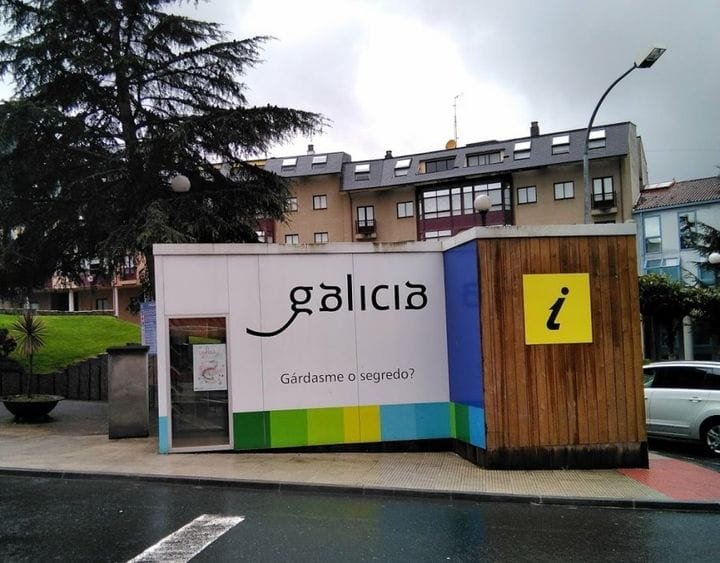 galicia
Gárdasme o segredo?
i